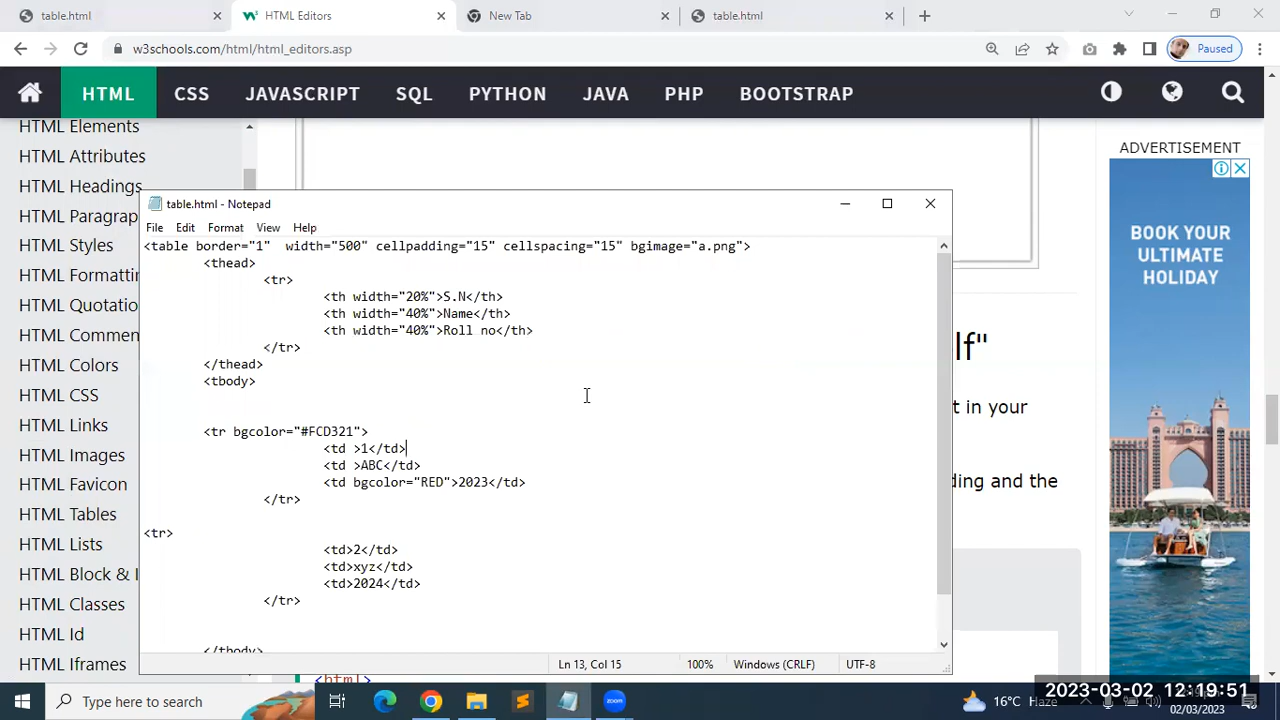 table.html
HTML Editors
New Tab
table.html
w3schools.com/html/html_editors.asp
Paused
HTML CSS JAVASCRIPT SQL PYTHON JAVA PHP BOOTSTRAP
HTML Elements
HTML Attributes
HTML Headings
HTML Paragrap
HTML Styles
HTML Formattin
HTML Quotation
HTML Commen
HTML Colors
HTML CSS
HTML Links
HTML Images
HTML Favicon
HTML Tables
HTML Lists
HTML Block & I
HTML Classes
HTML Id
HTML Iframes
table.html - Notepad
File Edit Format View Help
<table border="1"  width="500" cellpadding="15" cellspacing="15" bgimage="a.png">
<thead>
<tr>
<th width="20%">S.N</th>
<th width="40%">Name</th>
<th width="40%">Roll no</th>
</tr>
</thead>
<tbody>
<tr bgcolor="#FCD321">
<td >1</td>
<td >ABC</td>
<td bgcolor="RED">2023</td>
</tr>
<tr>
<td>2</td>
<td>xyz</td>
<td>2024</td>
</tr>
</tbody>
Ln 13, Col 15
100%
Windows (CRLF)
UTF-8
lf"
t in your
ding and the
<html>
ADVERTISEMENT
BOOK YOUR
ULTIMATE
HOLIDAY
Type here to search
zoom
16°C Haze
2023-03-02 12:19:51
02/03/2023